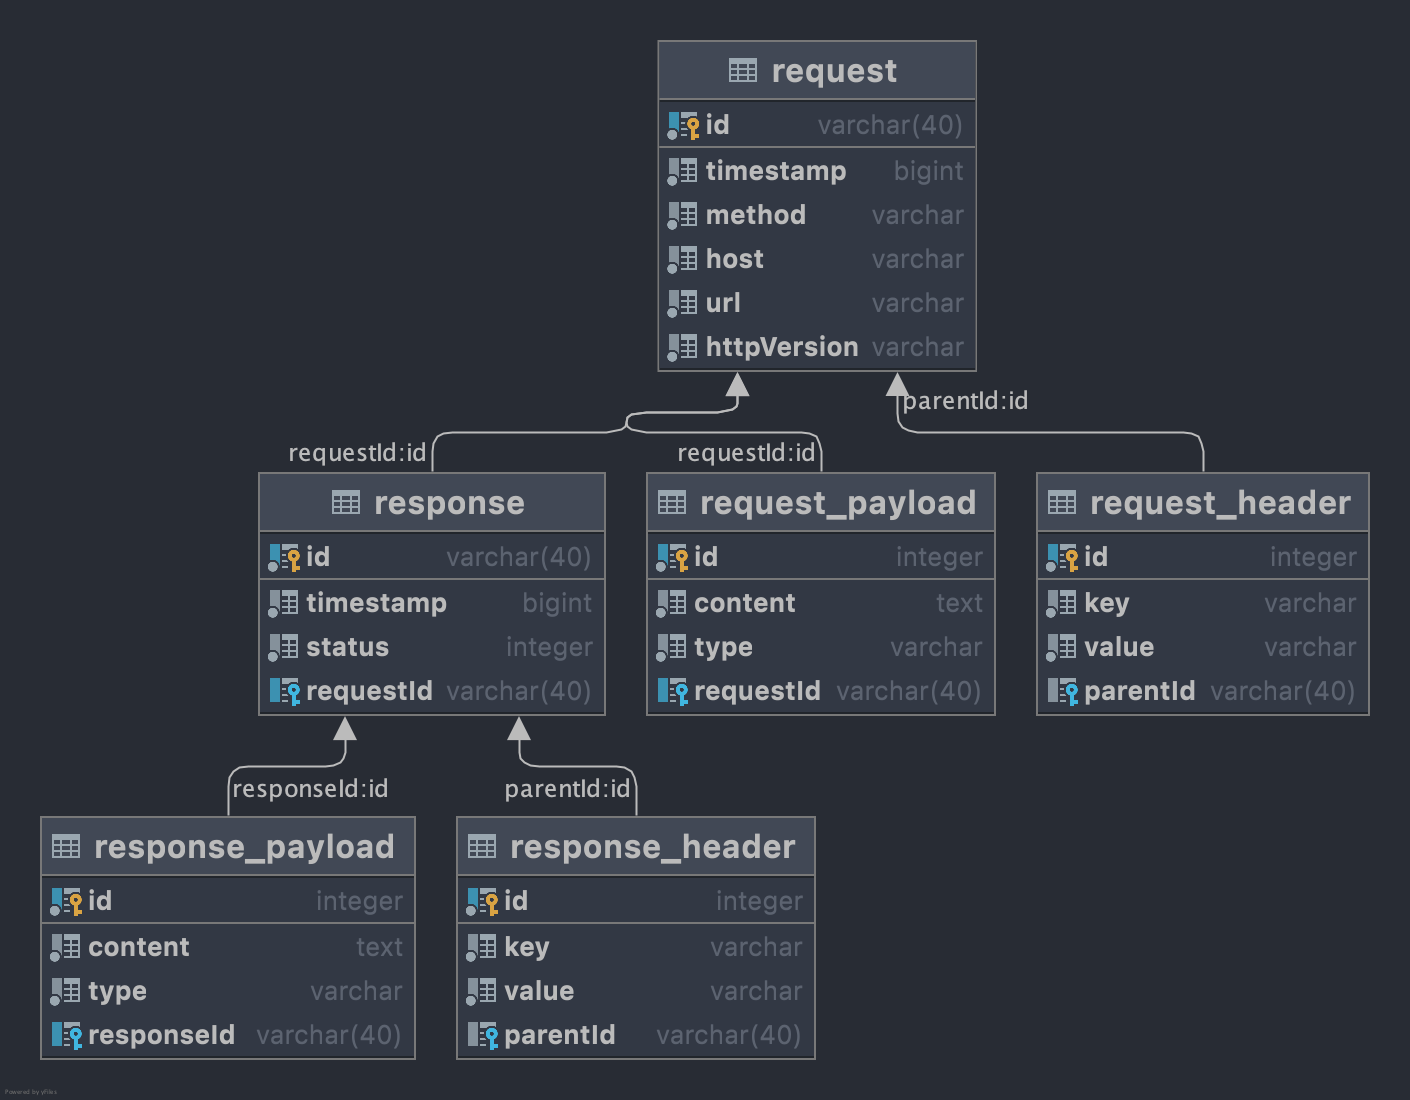 request
id varchar(40)
timestamp bigint
method varchar
host varchar
url varchar
httpVersion varchar
parentId:id
requestId:id
requestId:id
response
id varchar(40)
timestamp bigint
status integer
requestId varchar(40)
request_payload
id integer
content text
type varchar
requestId varchar(40)
request_header
id integer
key varchar
value varchar
parentId varchar(40)
responseId:id
parentId:id
response_payload
id integer
content text
type varchar
responseId varchar(40)
response_header
id integer
key varchar
value varchar
parentId varchar(40)
Powered by yFiles